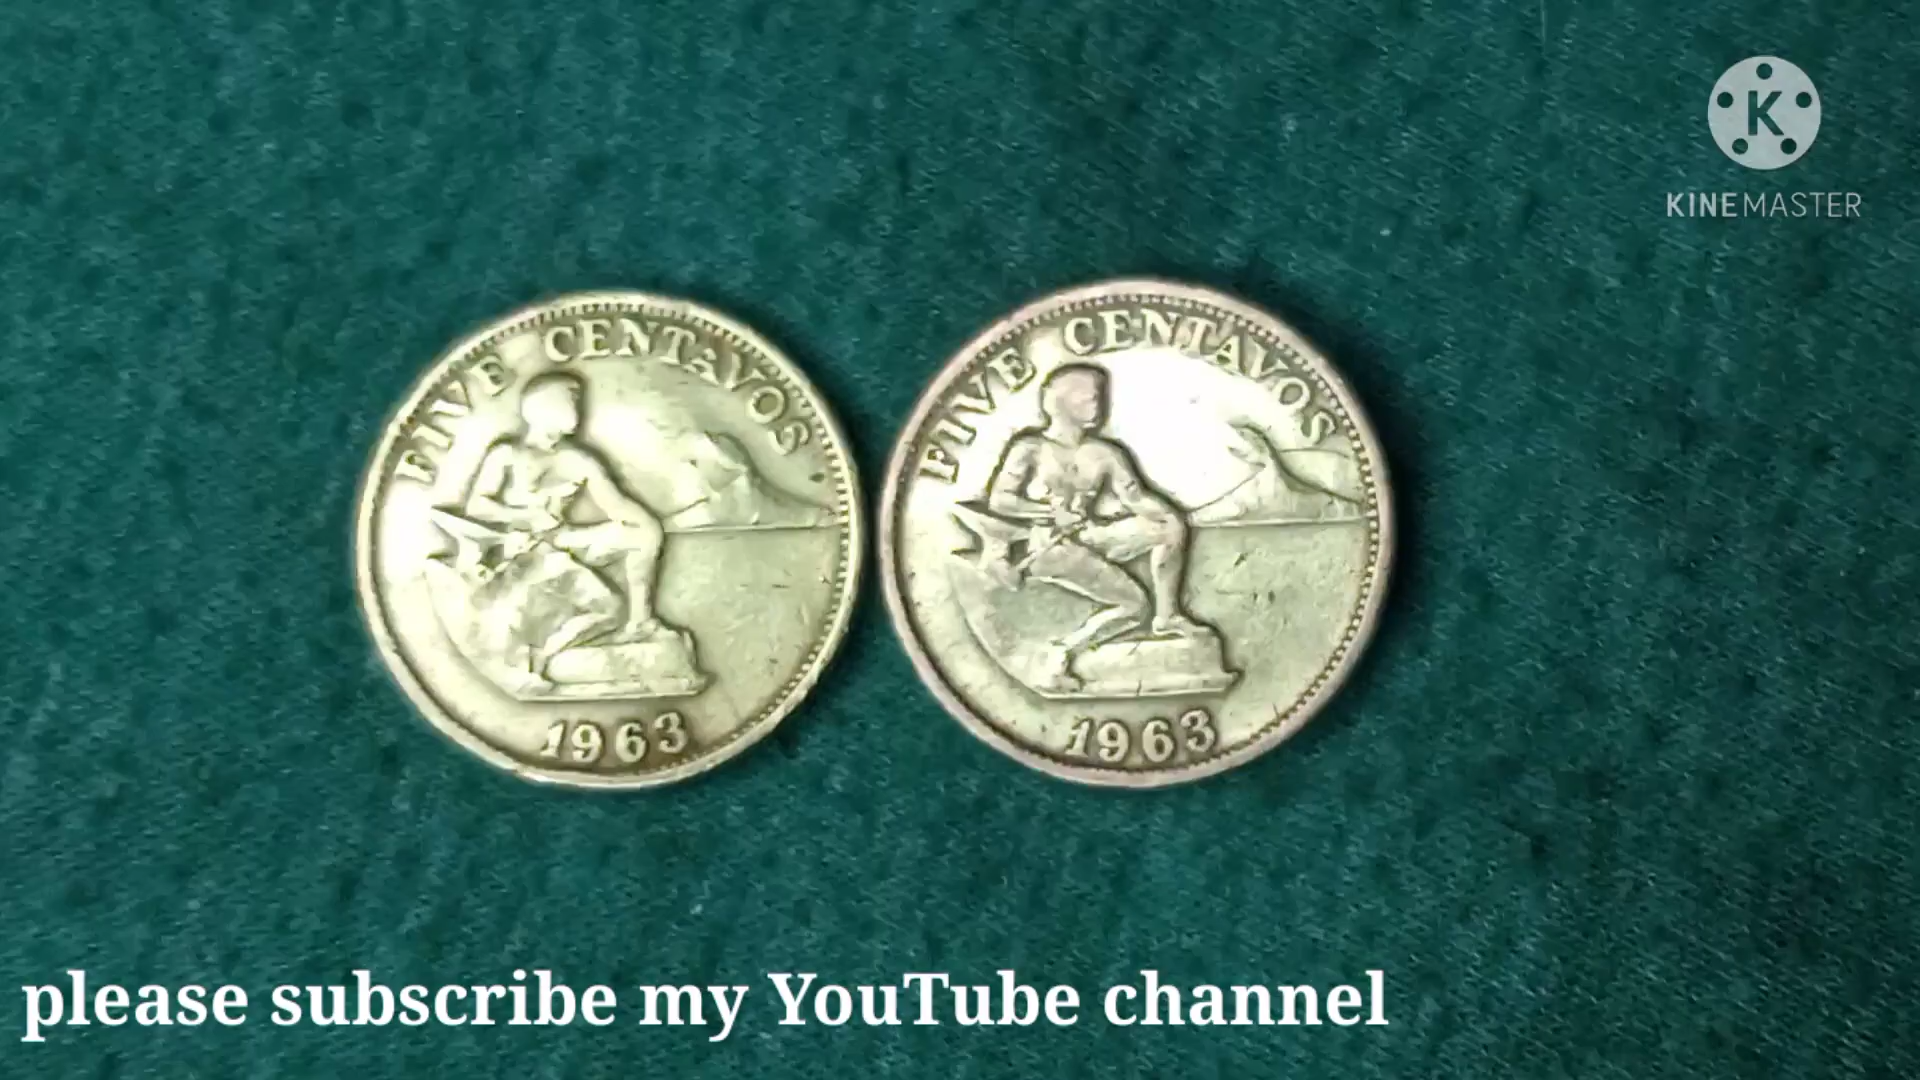 K
KINEMASTER
FIVE CENTAVOS
1963
FIVE CENTAVOS
1963
please subscribe my YouTube channel